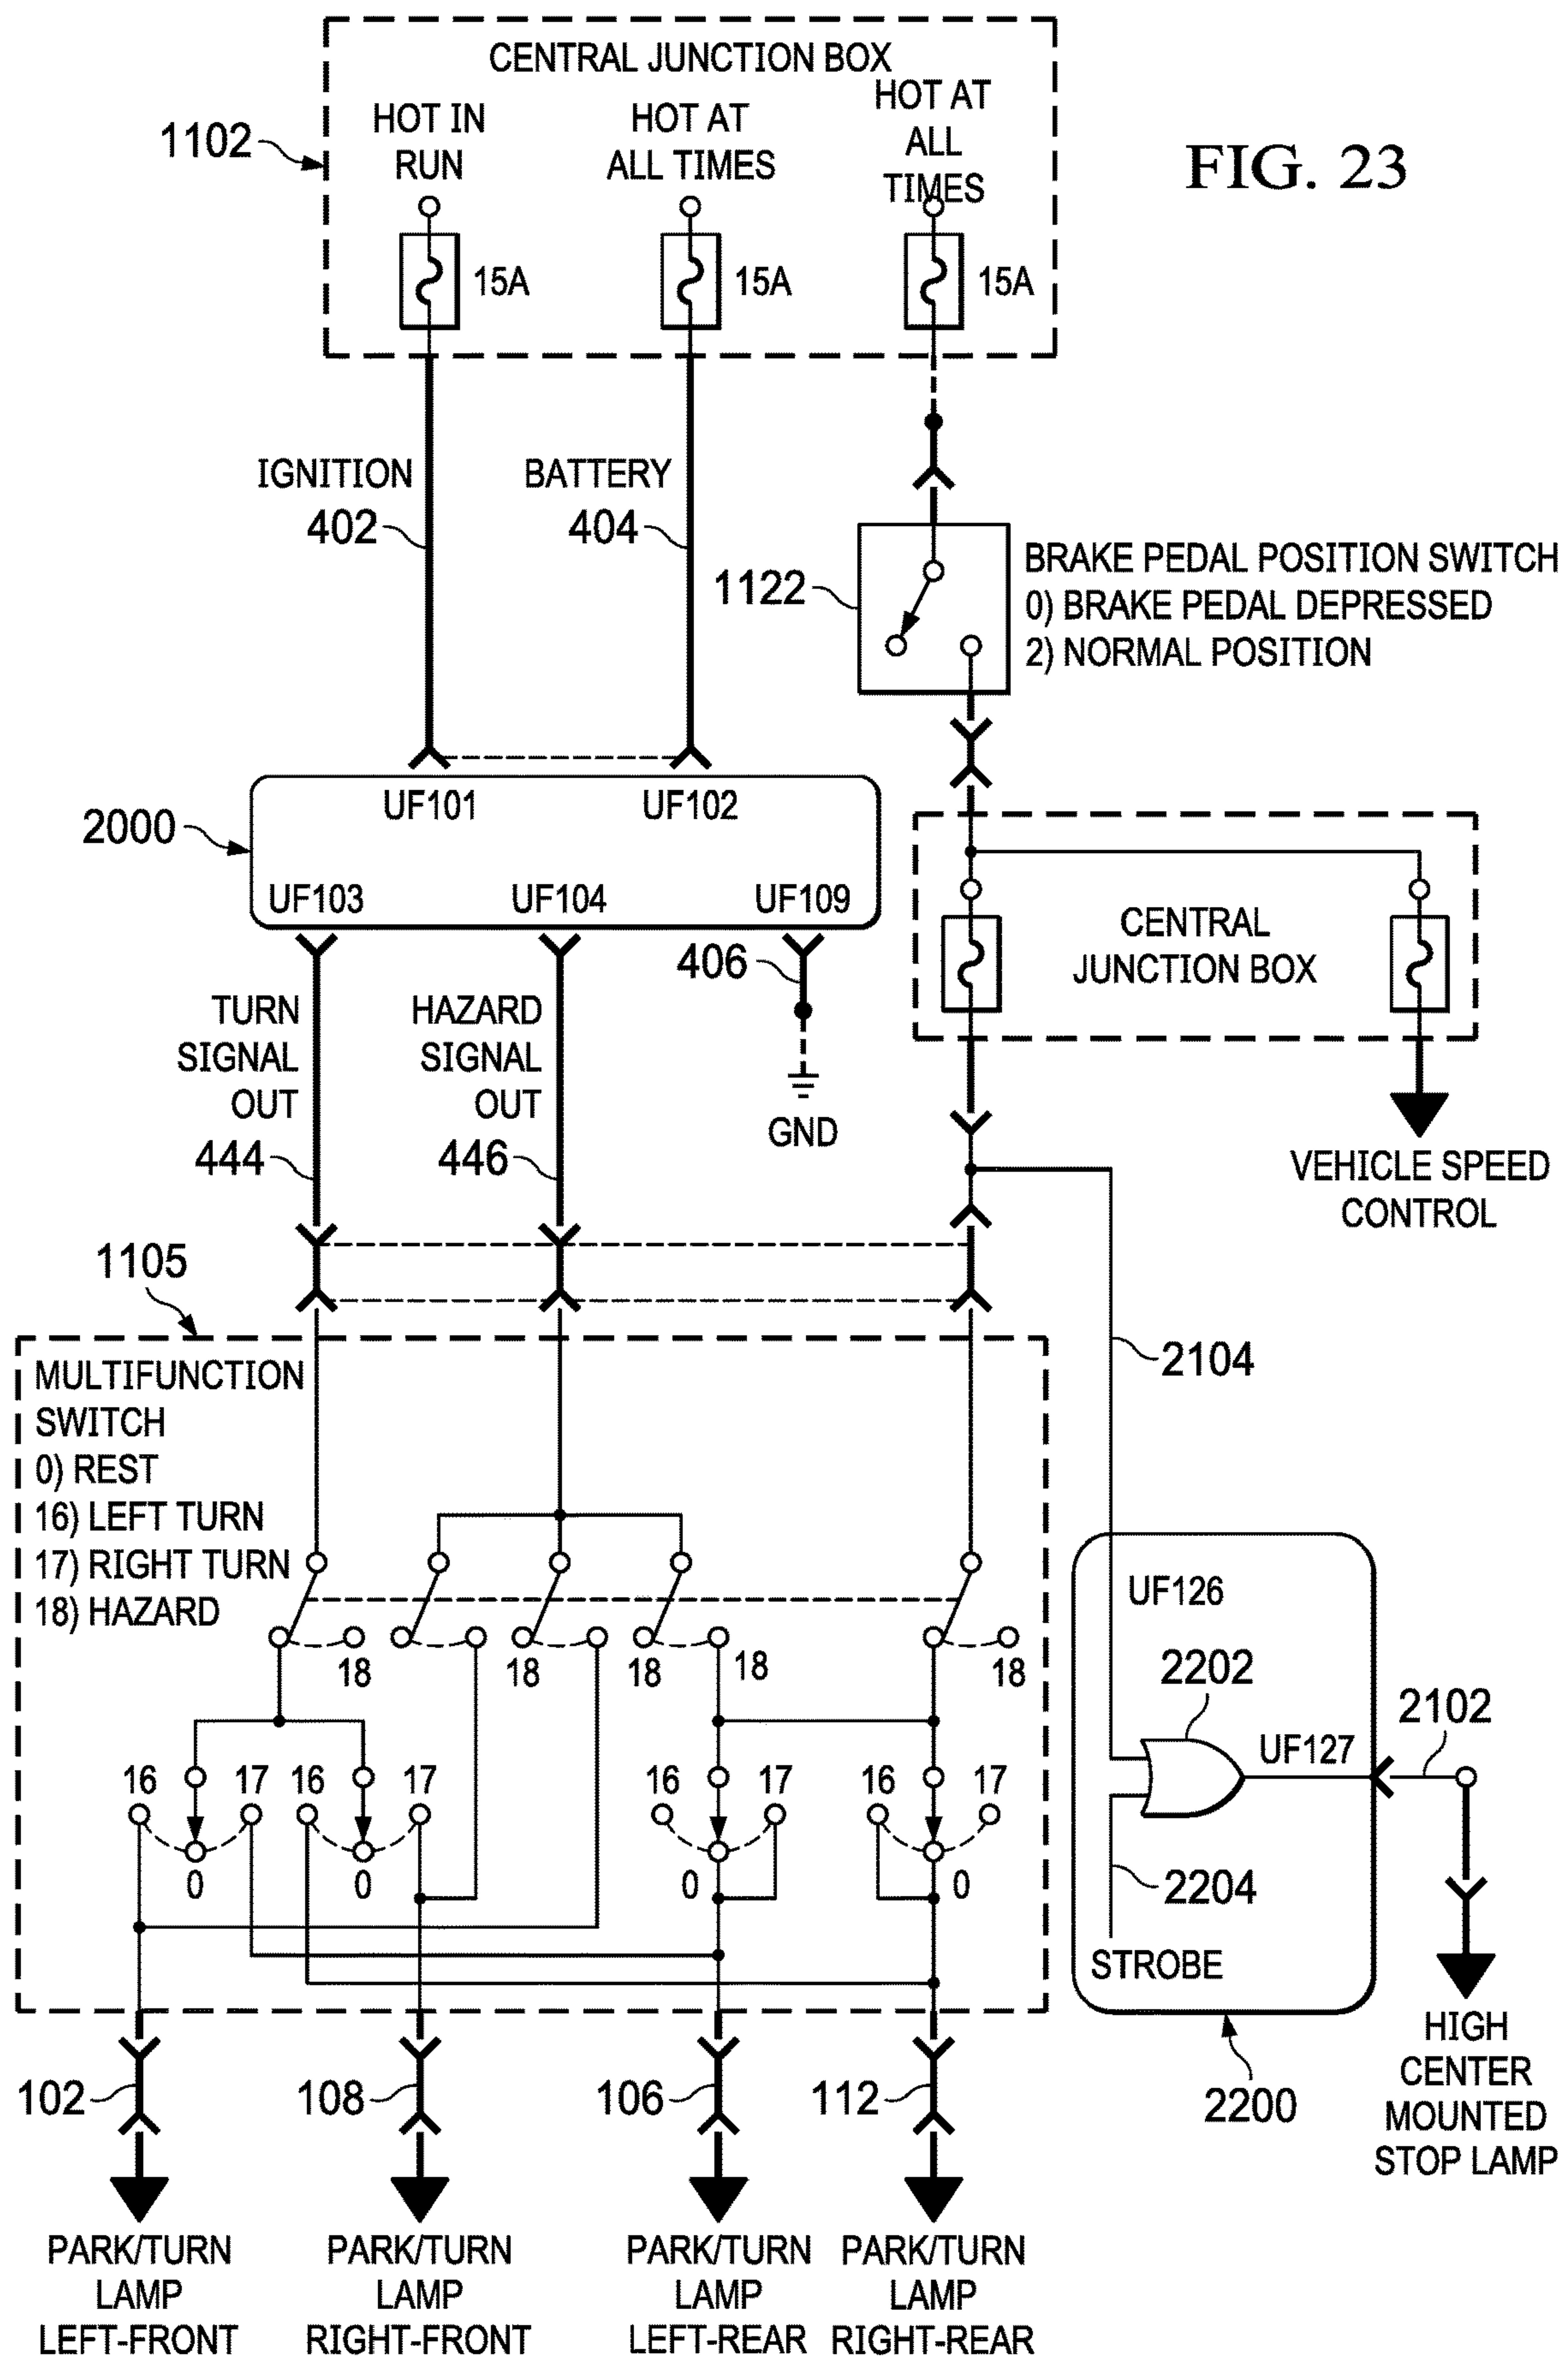 CENTRAL JUNCTION BOX
HOT IN
RUN
HOT AT
ALL TIMES
HOT AT
ALL
TIMES
1102
FIG. 23
15A
15A
15A
IGNITION
402
BATTERY
404
1122
BRAKE PEDAL POSITION SWITCH
0) BRAKE PEDAL DEPRESSED
2) NORMAL POSITION
2000
UF101
UF102
UF103
UF104
UF109
406
GND
CENTRAL
JUNCTION BOX
TURN
SIGNAL
OUT
444
HAZARD
SIGNAL
OUT
446
VEHICLE SPEED
CONTROL
1105
2104
MULTIFUNCTION
SWITCH
0) REST
16) LEFT TURN
17) RIGHT TURN
18) HAZARD
18
18
18
18
18
16
17
16
17
16
17
16
17
0
0
0
0
UF126
2202
UF127
2102
2204
STROBE
2200
HIGH
CENTER
MOUNTED
STOP LAMP
102
108
106
112
PARK/TURN
LAMP
LEFT-FRONT
PARK/TURN
LAMP
RIGHT-FRONT
PARK/TURN
LAMP
LEFT-REAR
PARK/TURN
LAMP
RIGHT-REAR